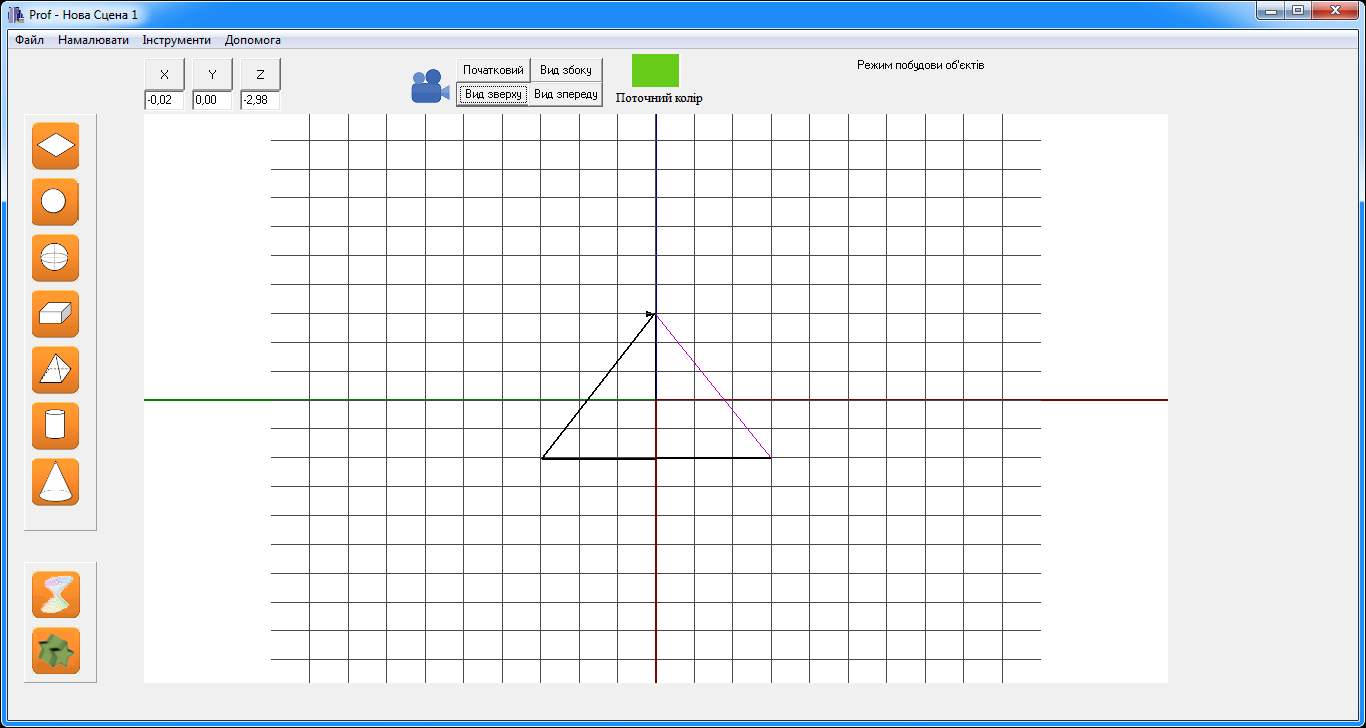 Prof - Нова Сцена 1
Файл Намалювати Інструменти Допомога
X Y Z
-0,02 0,00 -2,98
Початковий Вид збоку
Вид зверху Вид зпереду
Поточний колір
Режим побудови об'єктів